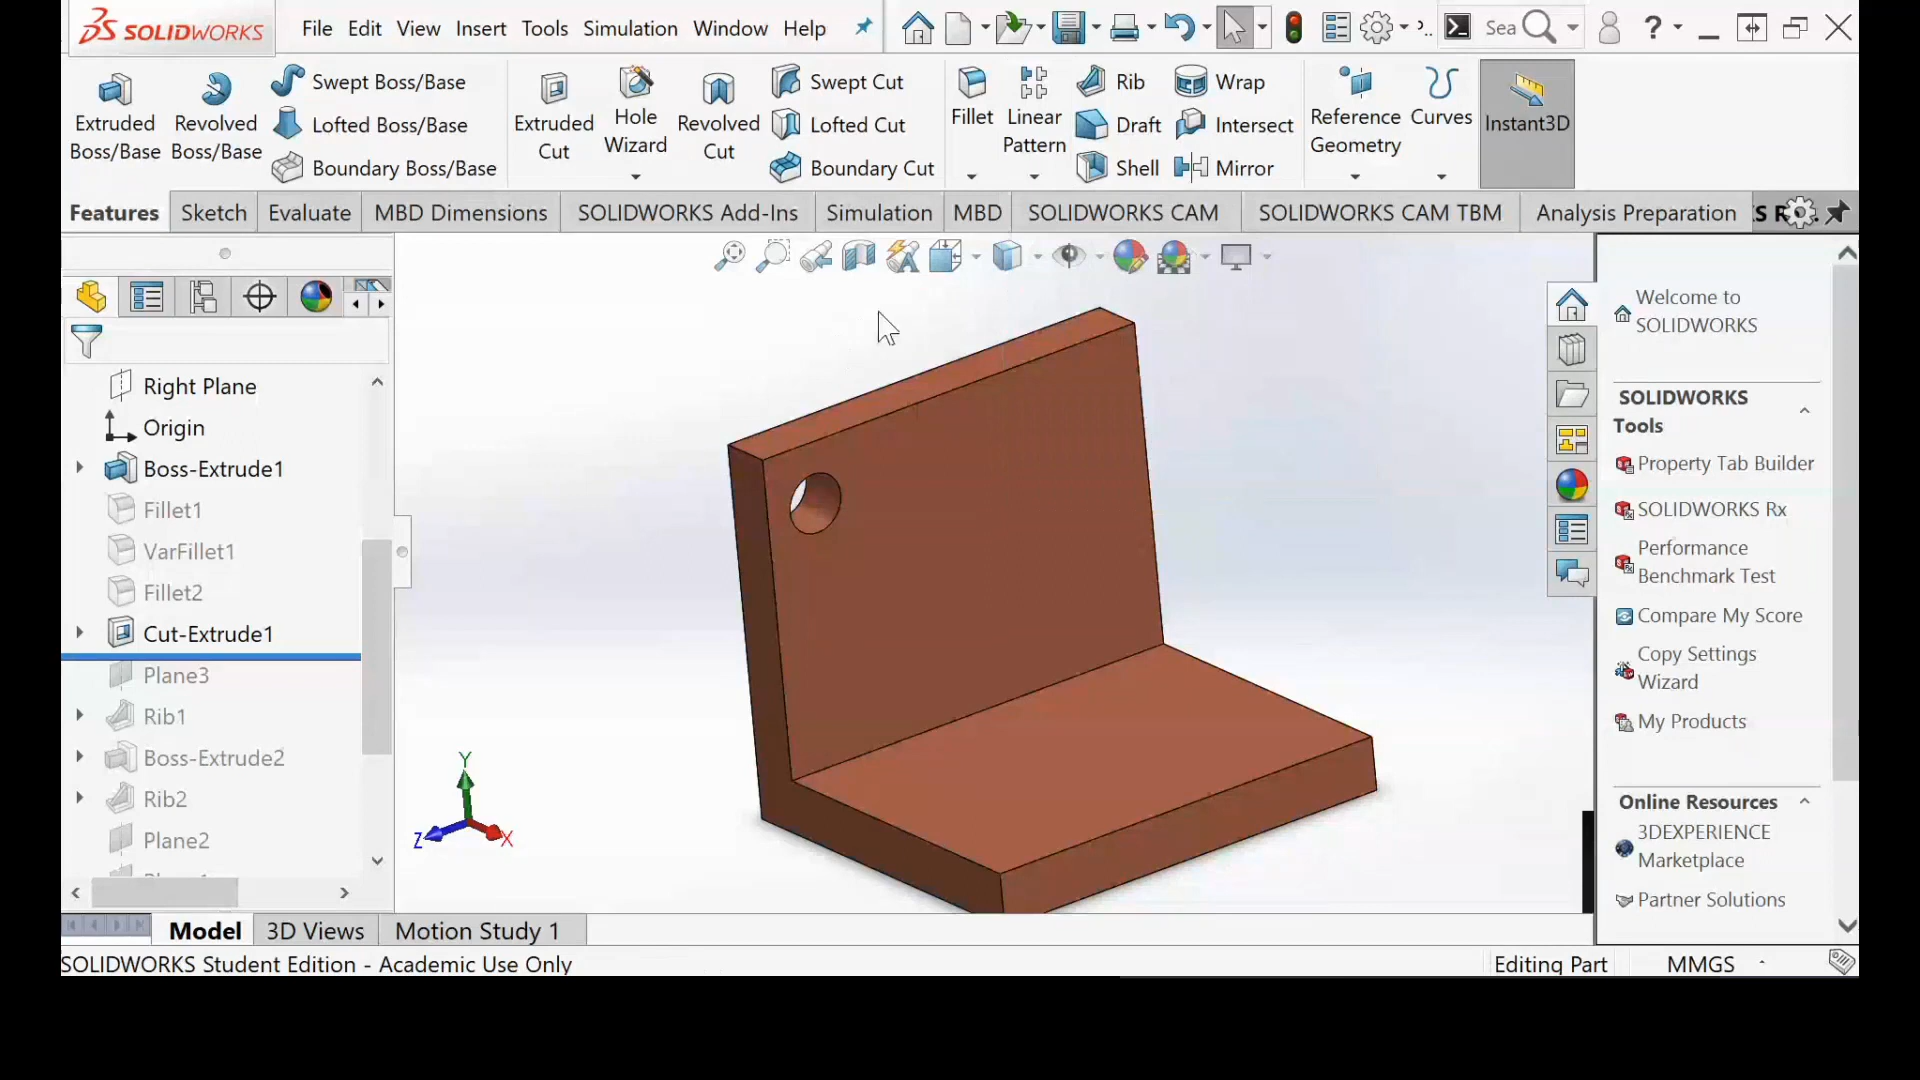 SOLIDWORKS
File Edit View Insert Tools Simulation Window Help
Sea
?
Extruded Boss/Base
Revolved Boss/Base
Swept Boss/Base
Lofted Boss/Base
Boundary Boss/Base
Extruded Cut
Hole Wizard
Revolved Cut
Swept Cut
Lofted Cut
Boundary Cut
Fillet
Linear Pattern
Rib
Draft
Shell
Wrap
Intersect
Mirror
Reference Geometry
Curves
Instant3D
Features Sketch Evaluate MBD Dimensions SOLIDWORKS Add-Ins Simulation MBD SOLIDWORKS CAM SOLIDWORKS CAM TBM Analysis Preparation
Right Plane
Origin
Boss-Extrude1
Fillet1
VarFillet1
Fillet2
Cut-Extrude1
Plane3
Rib1
Boss-Extrude2
Rib2
Plane2
Y
Z
X
Welcome to
SOLIDWORKS
SOLIDWORKS
Tools
Property Tab Builder
SOLIDWORKS Rx
Performance
Benchmark Test
Compare My Score
Copy Settings
Wizard
My Products
Online Resources
3DEXPERIENCE
Marketplace
Partner Solutions
Model 3D Views Motion Study 1
SOLIDWORKS Student Edition - Academic Use Only
Editing Part MMGS -